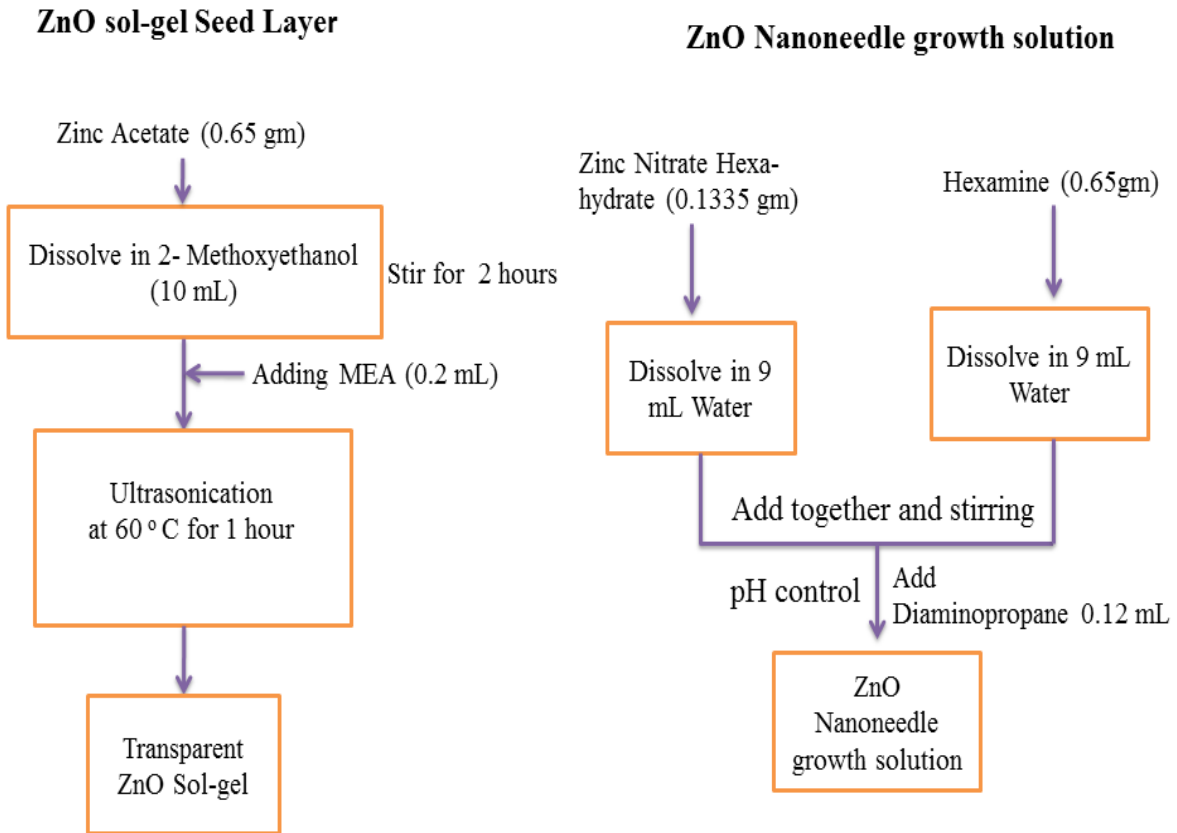 ZnO sol-gel Seed Layer
Zinc Acetate (0.65 gm)
Dissolve in 2- Methoxyethanol
(10 mL)
Stir for 2 hours
Adding MEA (0.2 mL)
Ultrasonication
at 60 º C for 1 hour
Transparent
ZnO Sol-gel
ZnO Nanoneedle growth solution
Zinc Nitrate Hexa-
hydrate (0.1335 gm)
Hexamine (0.65gm)
Dissolve in 9
mL Water
Dissolve in 9 mL
Water
Add together and stirring
pH control
Add
Diaminopropane 0.12 mL
ZnO
Nanoneedle
growth solution